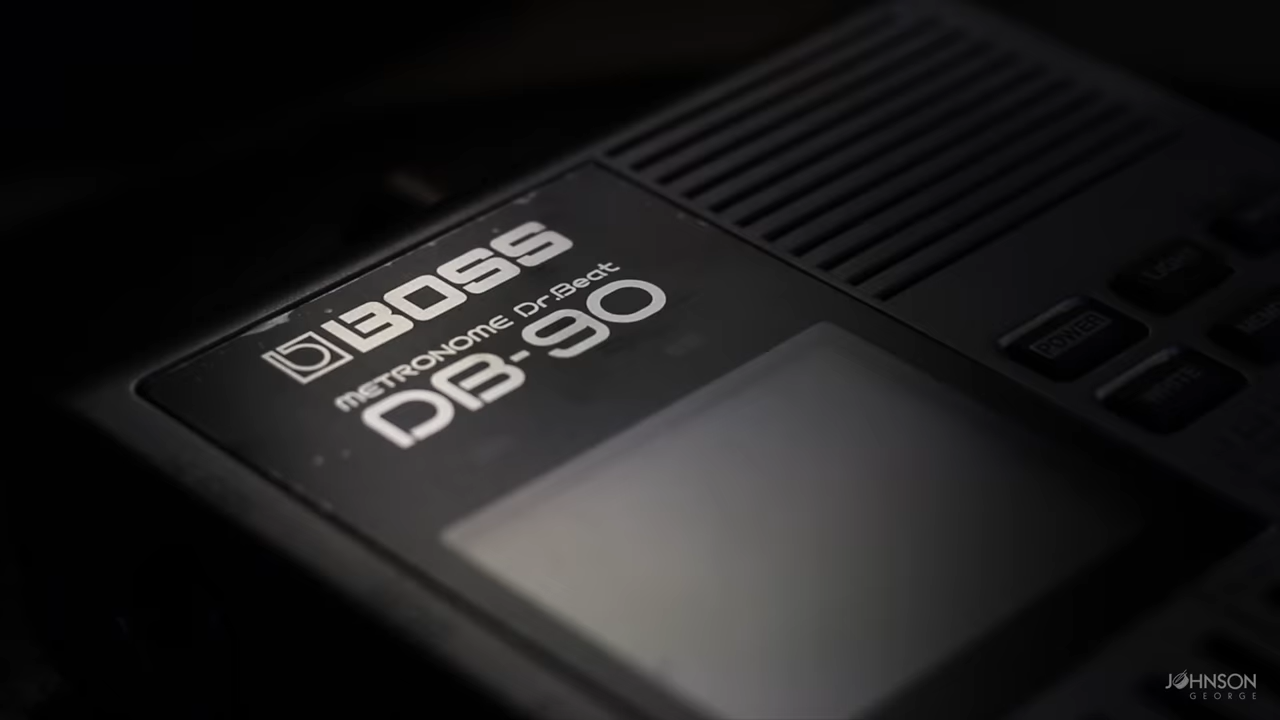 BOSS
METRONOME Dr.Beat
DB-90
LIGHT
POWER
WRITE
JOHNSON
GEORGE